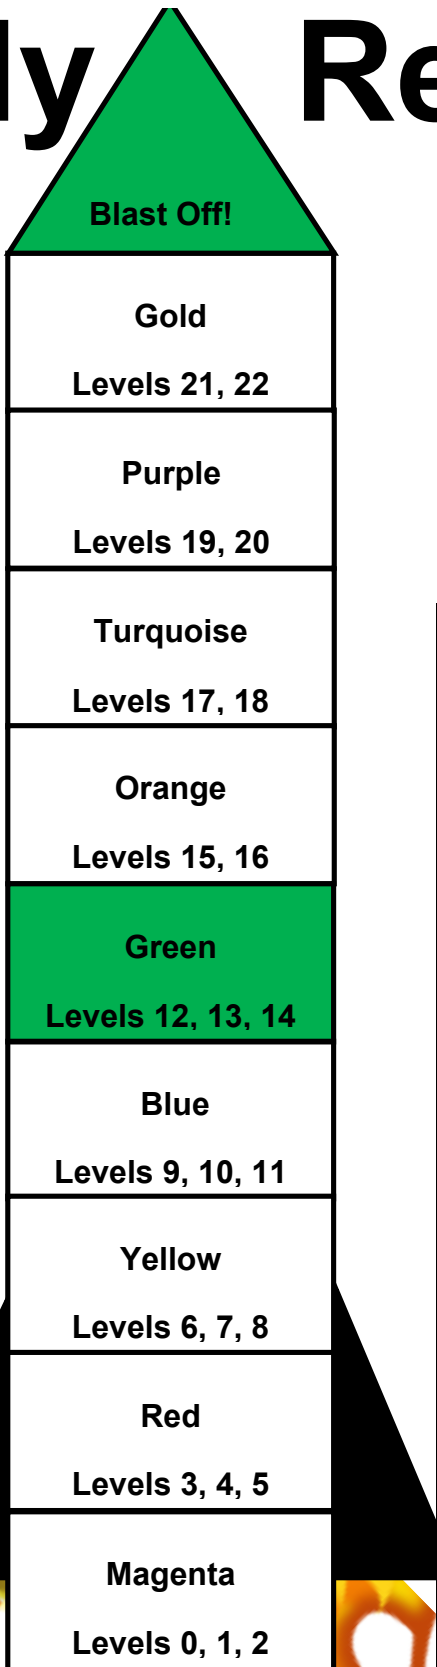 Blast Off!
Gold
Levels 21, 22
Purple
Levels 19, 20
Turquoise
Levels 17, 18
Orange
Levels 15, 16
Green
Levels 12, 13, 14
Blue
Levels 9, 10, 11
Yellow
Levels 6, 7, 8
Red
Levels 3, 4, 5
Magenta
Levels 0, 1, 2